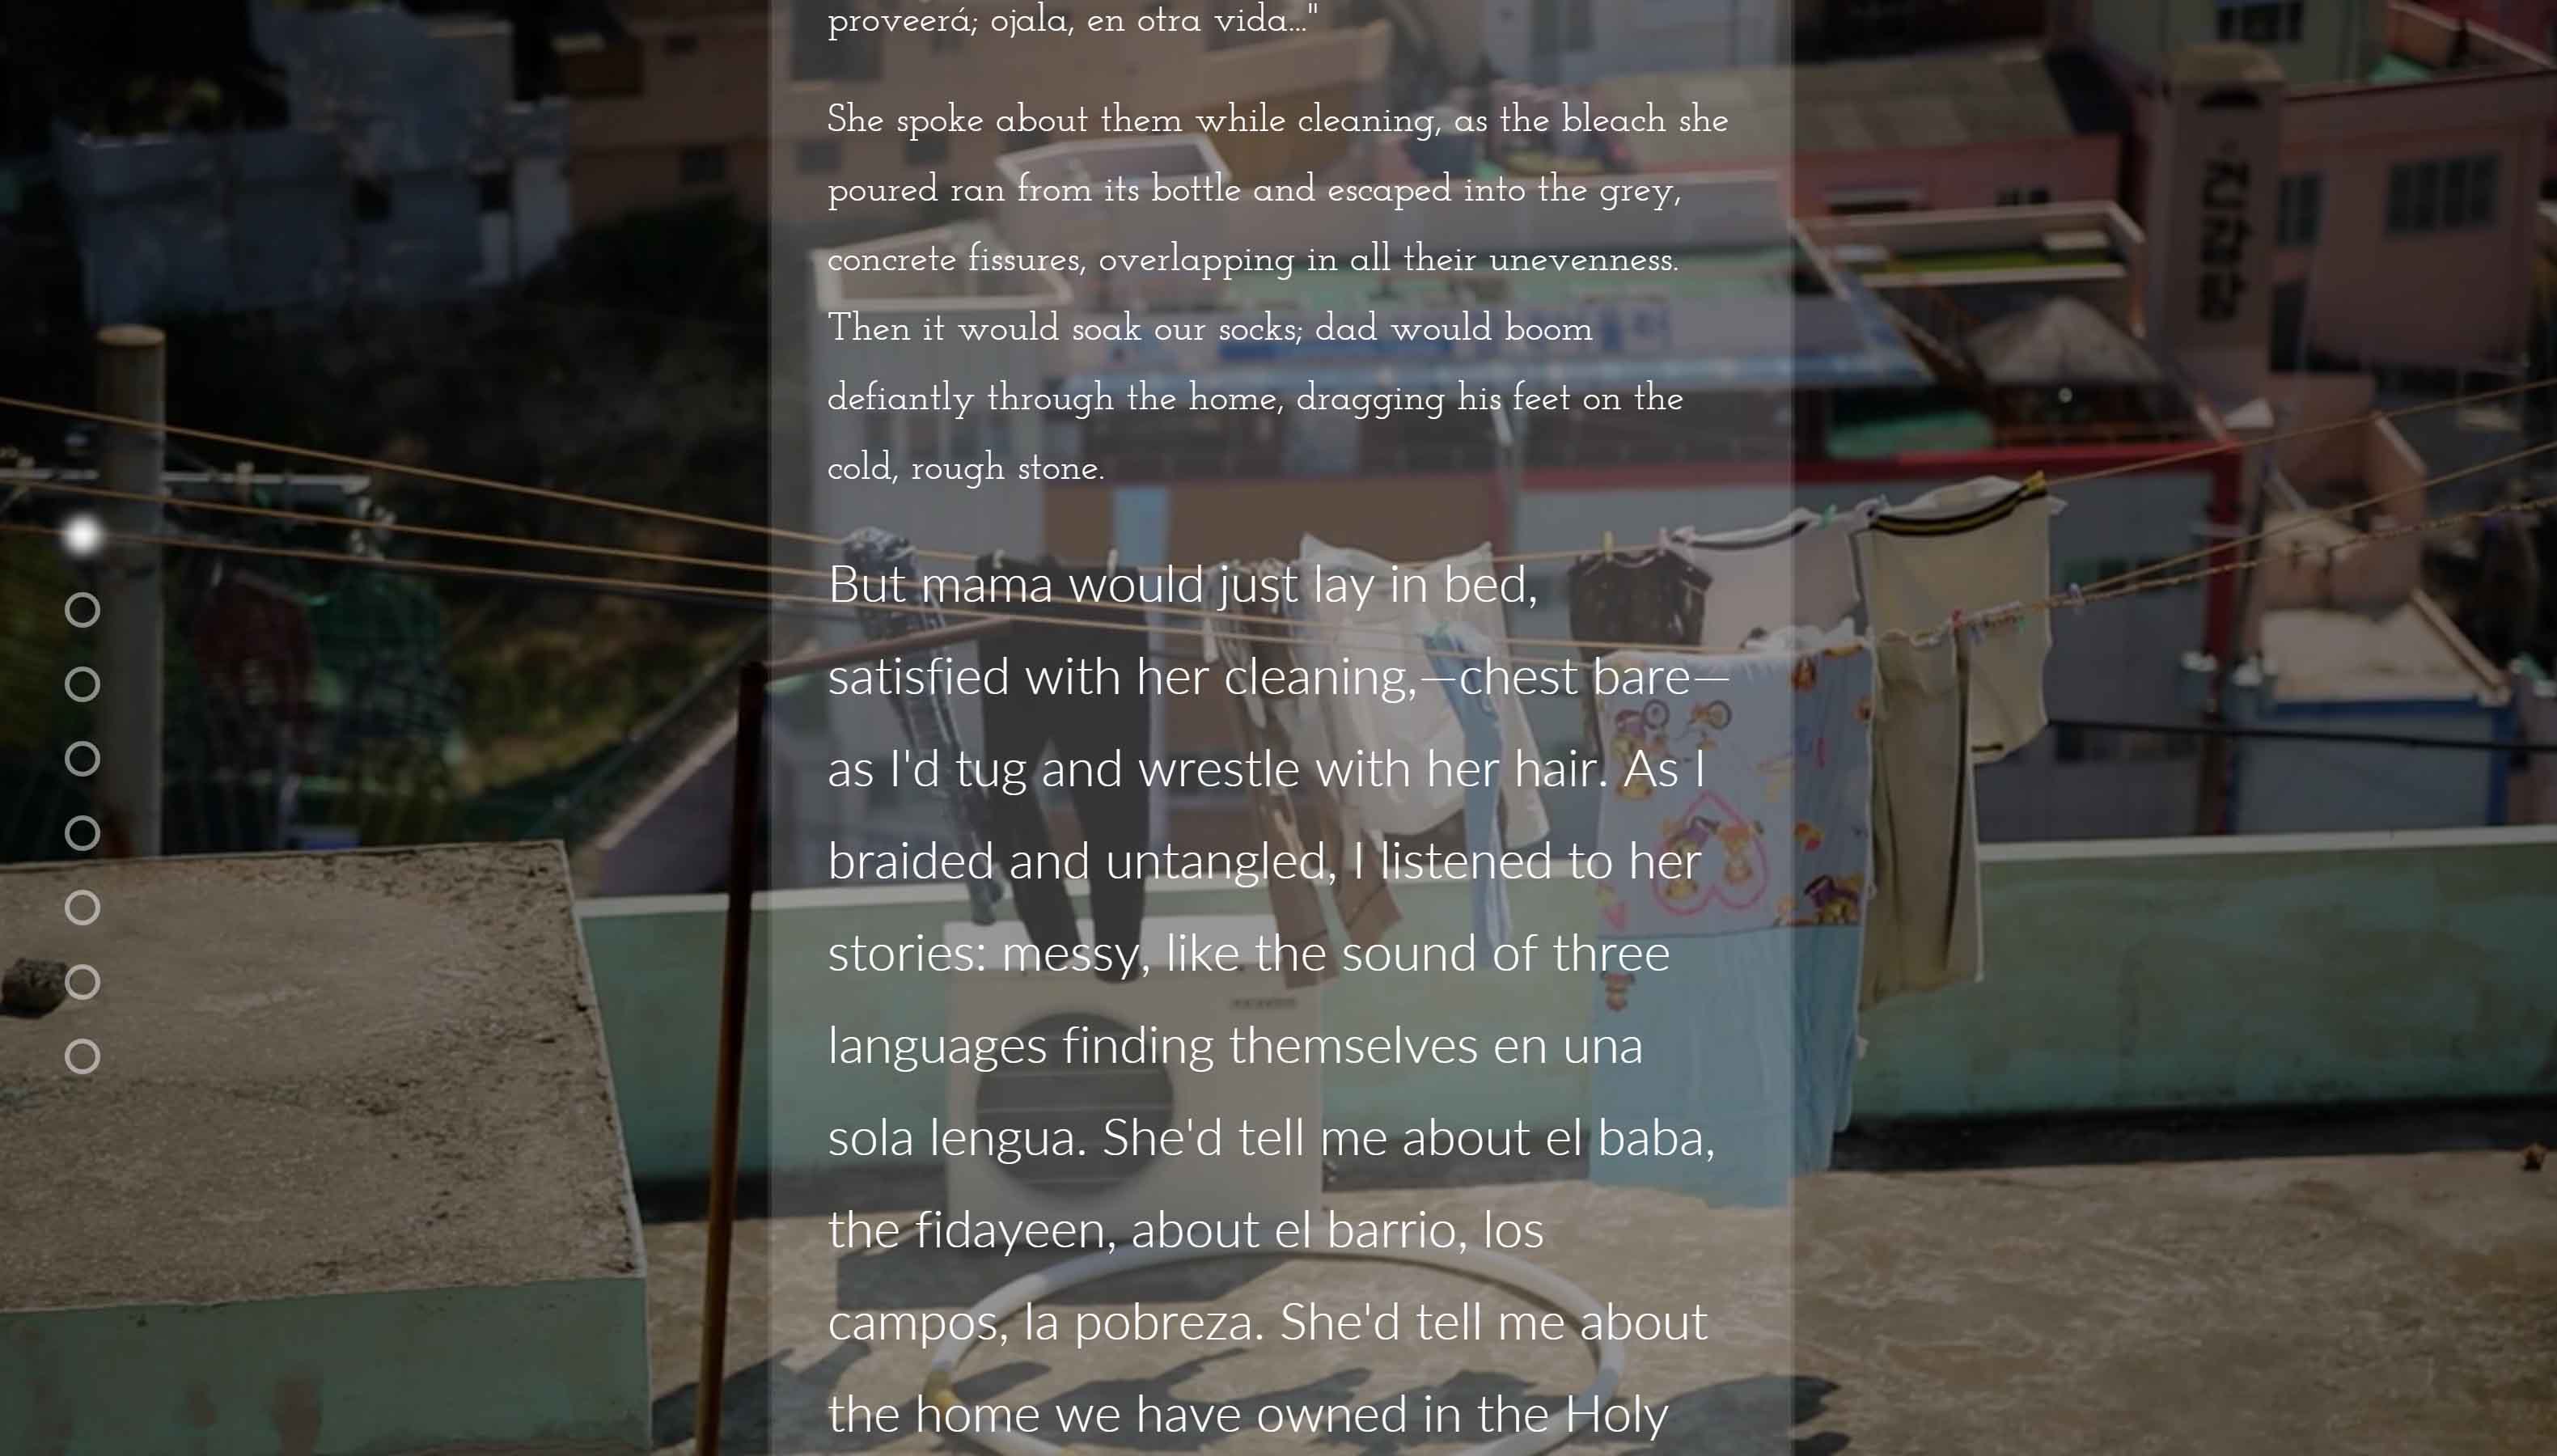 proveerá; ojala, en otra vida..."
She spoke about them while cleaning, as the bleach she
poured ran from its bottle and escaped into the grey,
concrete fissures, overlapping in all their unevenness.
Then it would soak our socks; dad would boom
defiantly through the home, dragging his feet on the
cold, rough stone.
But mama would just lay in bed,
satisfied with her cleaning,—chest bare—
as I'd tug and wrestle with her hair. As I
braided and untangled, I listened to her
stories: messy, like the sound of three
languages finding themselves en una
sola lengua. She'd tell me about el baba,
the fidayeen, about el barrio, los
campos, la pobreza. She'd tell me about
the home we have owned in the Holy